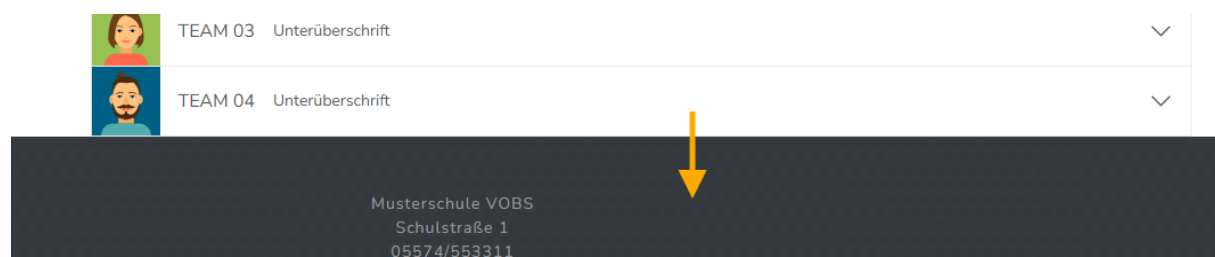 TEAM 03 Unterüberschrift
TEAM 04 Unterüberschrift
Musterschule VOBS
Schulstraße 1
05574/553311